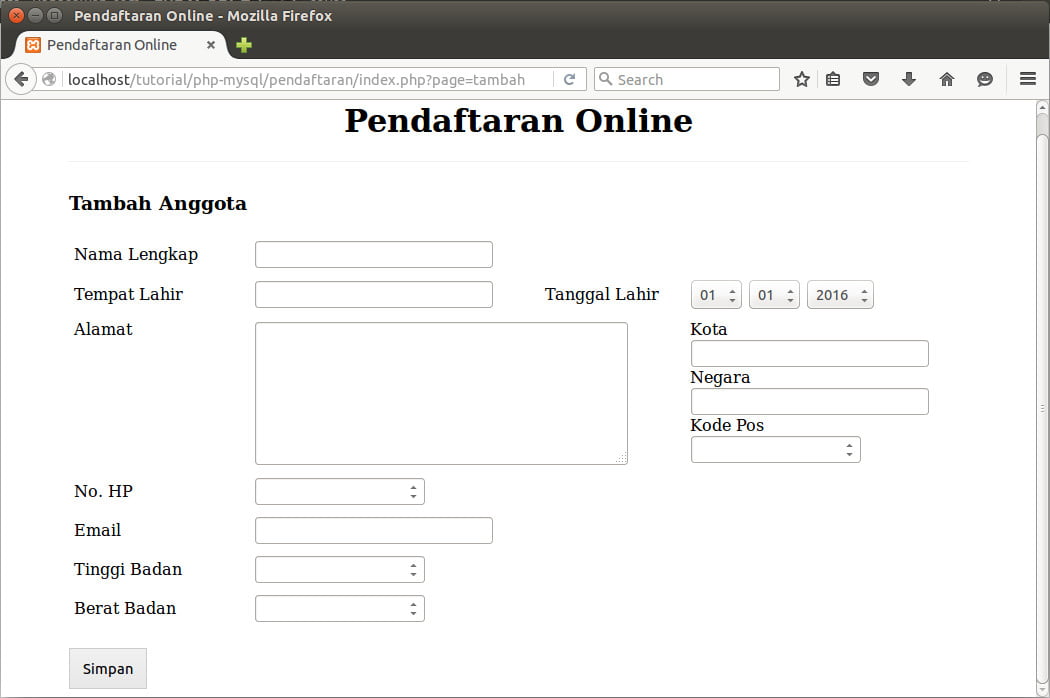 Pendaftaran Online - Mozilla Firefox
Pendaftaran Online
localhost/tutorial/php-mysql/pendaftaran/index.php?page=tambah
Search
Pendaftaran Online
Tambah Anggota
Nama Lengkap
Tempat Lahir
Tanggal Lahir 01 01 2016
Alamat
Kota
Negara
Kode Pos
No. HP
Email
Tinggi Badan
Berat Badan
Simpan